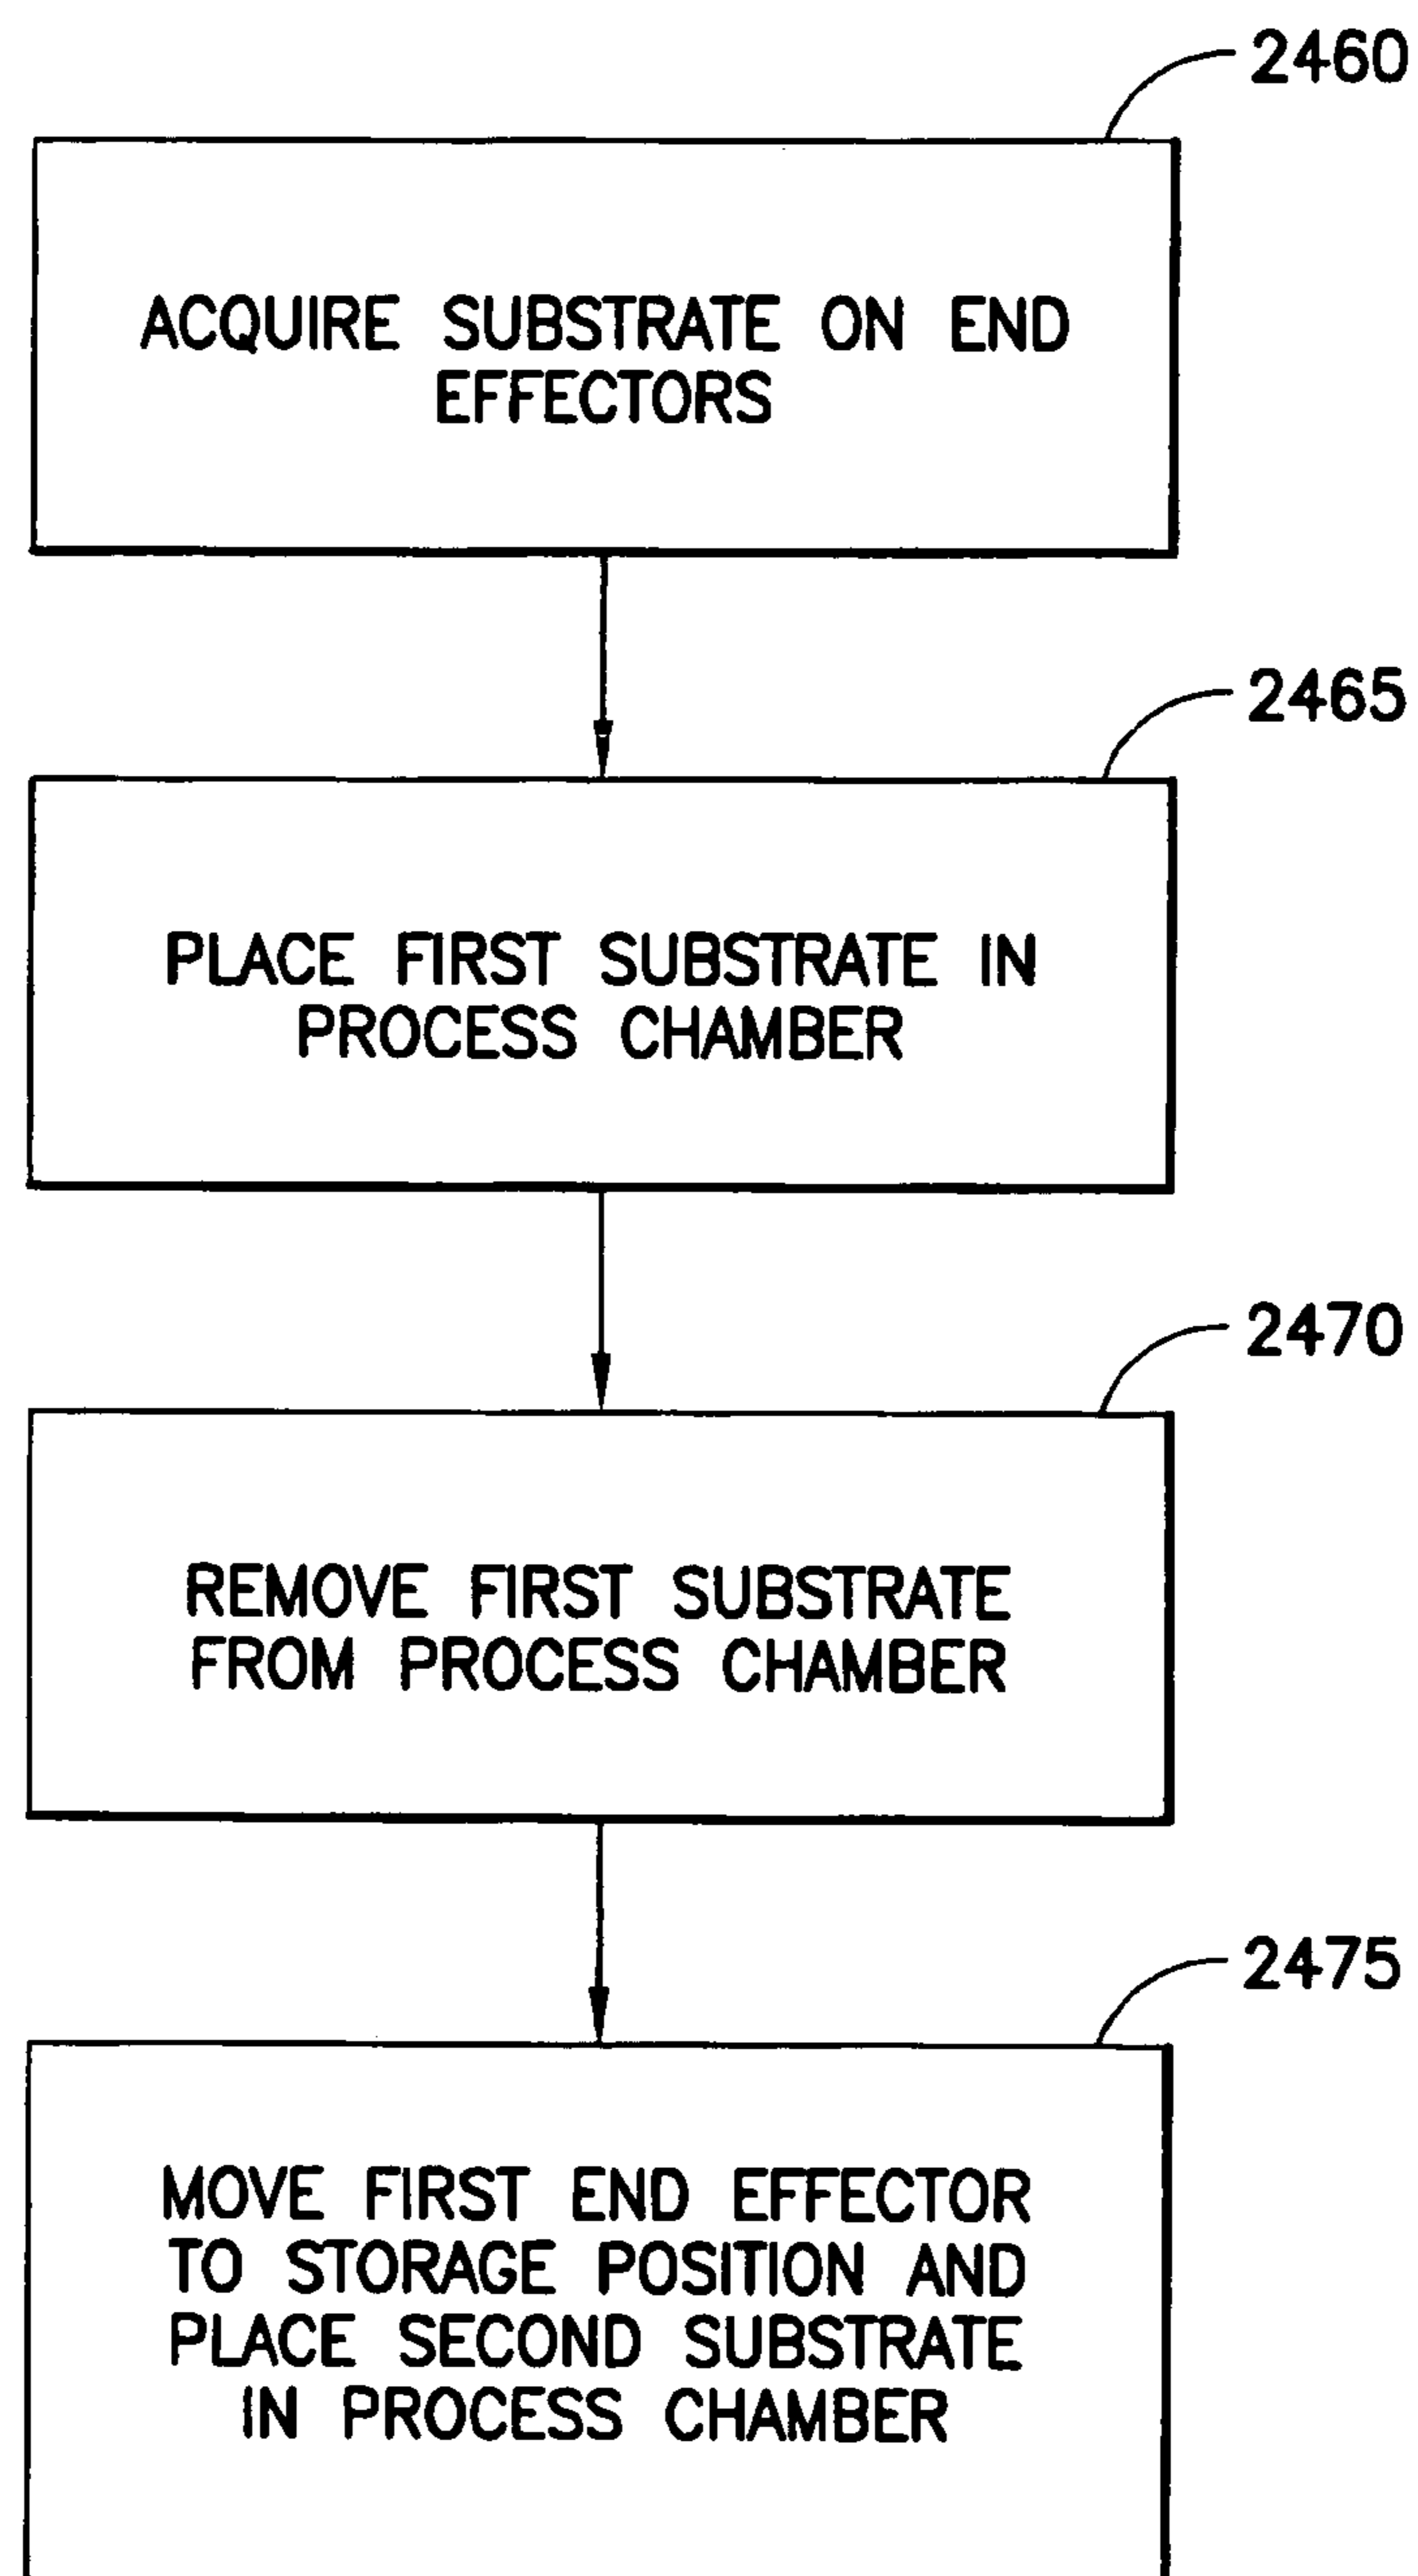 2460
ACQUIRE SUBSTRATE ON END
EFFECTORS
2465
PLACE FIRST SUBSTRATE IN
PROCESS CHAMBER
2470
REMOVE FIRST SUBSTRATE
FROM PROCESS CHAMBER
2475
MOVE FIRST END EFFECTOR
TO STORAGE POSITION AND
PLACE SECOND SUBSTRATE
IN PROCESS CHAMBER